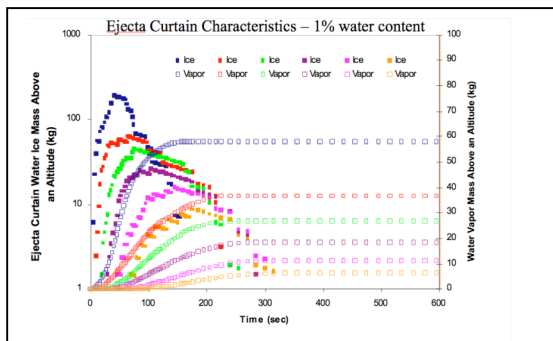 Ejecta Curtain Characteristics – 1% water content
Ice Ice Ice Ice Ice Ice
Vapor Vapor Vapor Vapor Vapor Vapor
Ejecta Curtain Water Ice Mass Above
an Altitude (kg)
1000
100
10
1
Water Vapor Mass Above an Altitude (kg)
100
90
80
70
60
50
40
30
20
10
0
0 100 200 300 400 500 600
Time (sec)